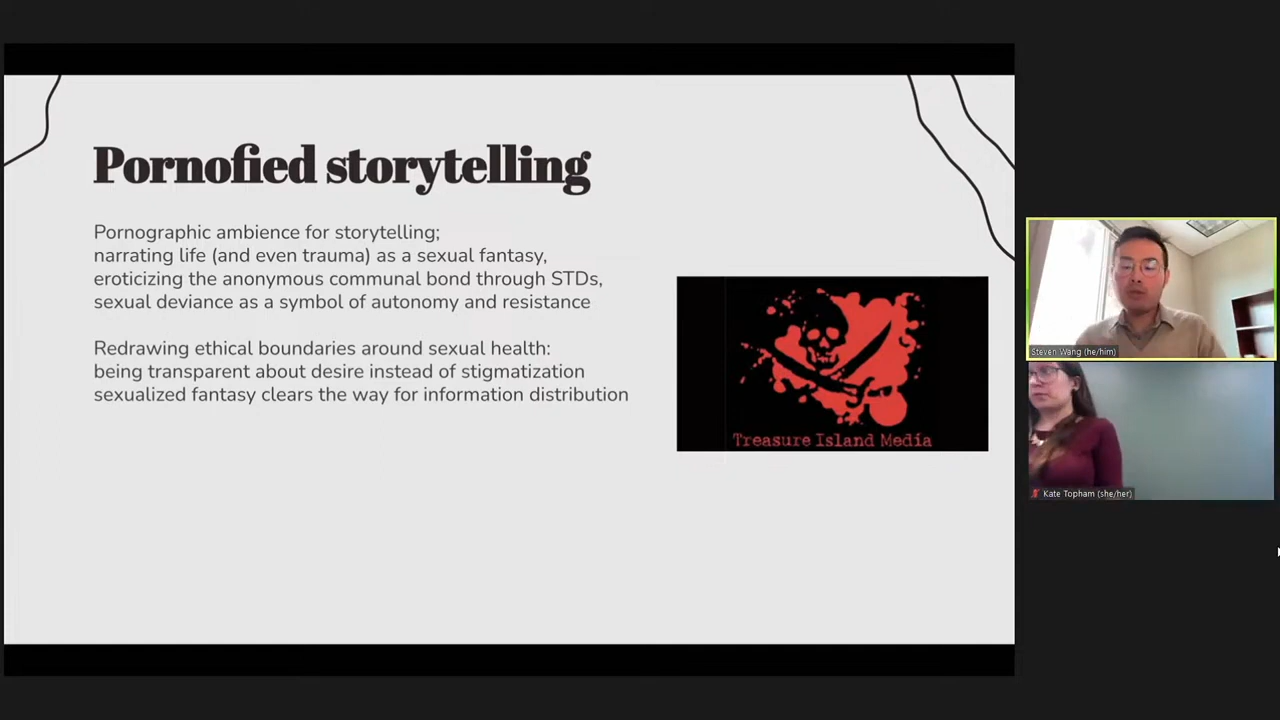 Pornofied storytelling
Pornographic ambience for storytelling;
narrating life (and even trauma) as a sexual fantasy,
eroticizing the anonymous communal bond through STDs,
sexual deviance as a symbol of autonomy and resistance
Redrawing ethical boundaries around sexual health:
being transparent about desire instead of stigmatization
sexualized fantasy clears the way for information distribution
Treasure Island Media
Steven Wang (he/him)
Kate Topham (she/her)